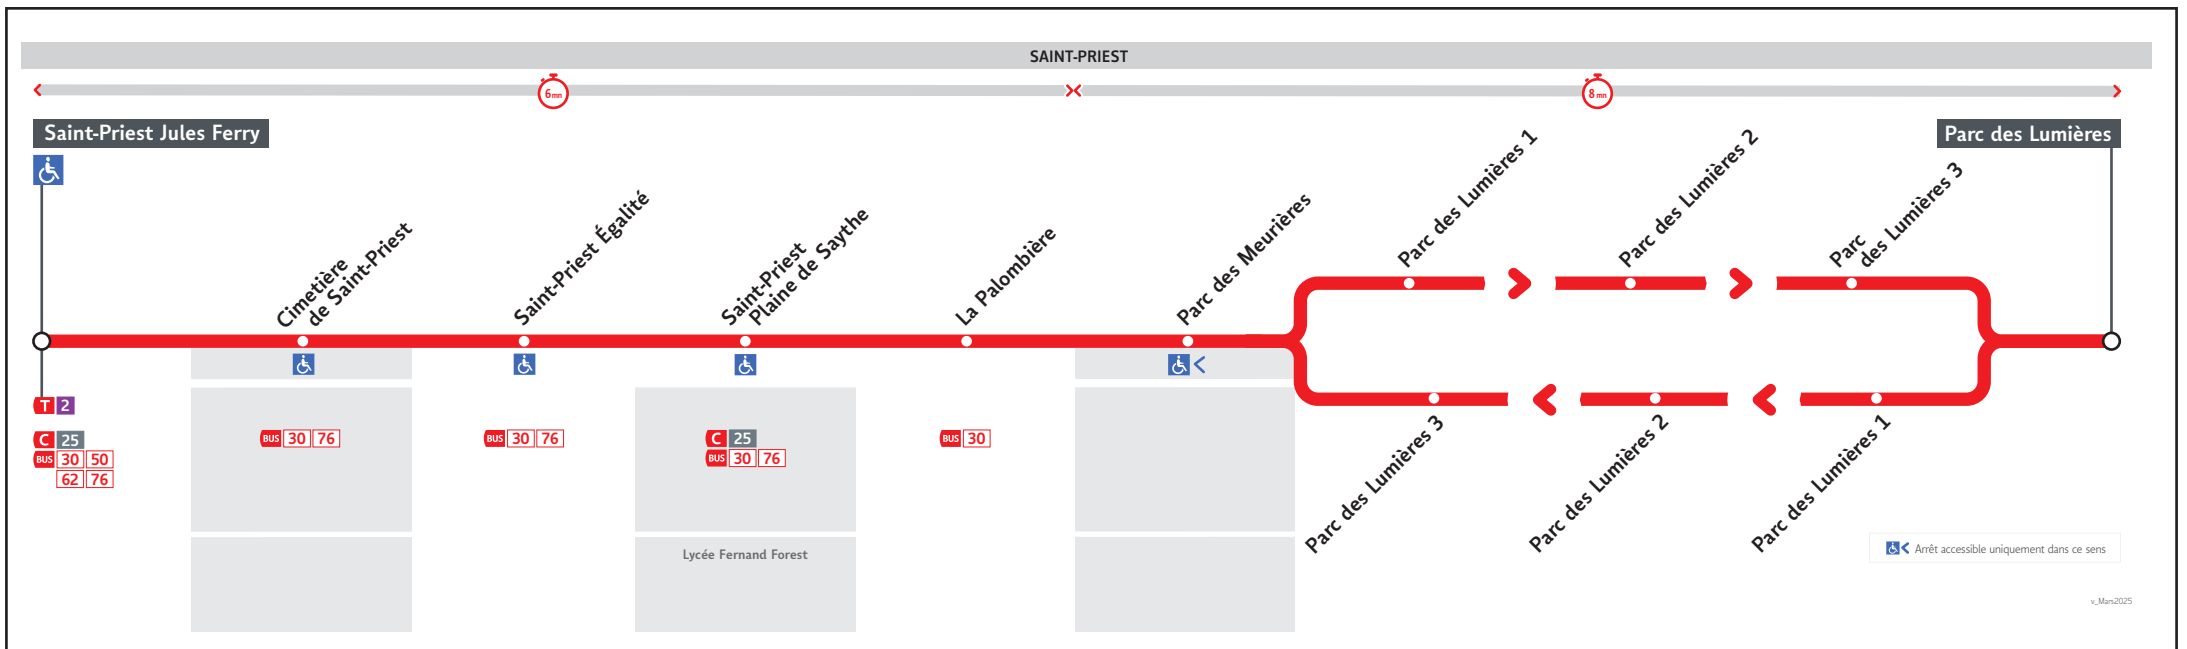 SAINT-PRIEST
6 mn
8 mn
Saint-Priest Jules Ferry
Parc des Lumières
Cimetière
de Saint-Priest
Saint-Priest Égalité
Saint-Priest
Plaine de Saythe
La Palombière
Parc des Meurières
Parc des Lumières 1
Parc des Lumières 2
Parc
des Lumières 3
T 2
C 25
BUS 30 50
62 76
BUS 30 76
BUS 30 76
C 25
BUS 30 76
BUS 30
Parc des Lumières 3
Parc des Lumières 2
Parc des Lumières 1
Lycée Fernand Forest
Arrêt accessible uniquement dans ce sens
v_Mars2025